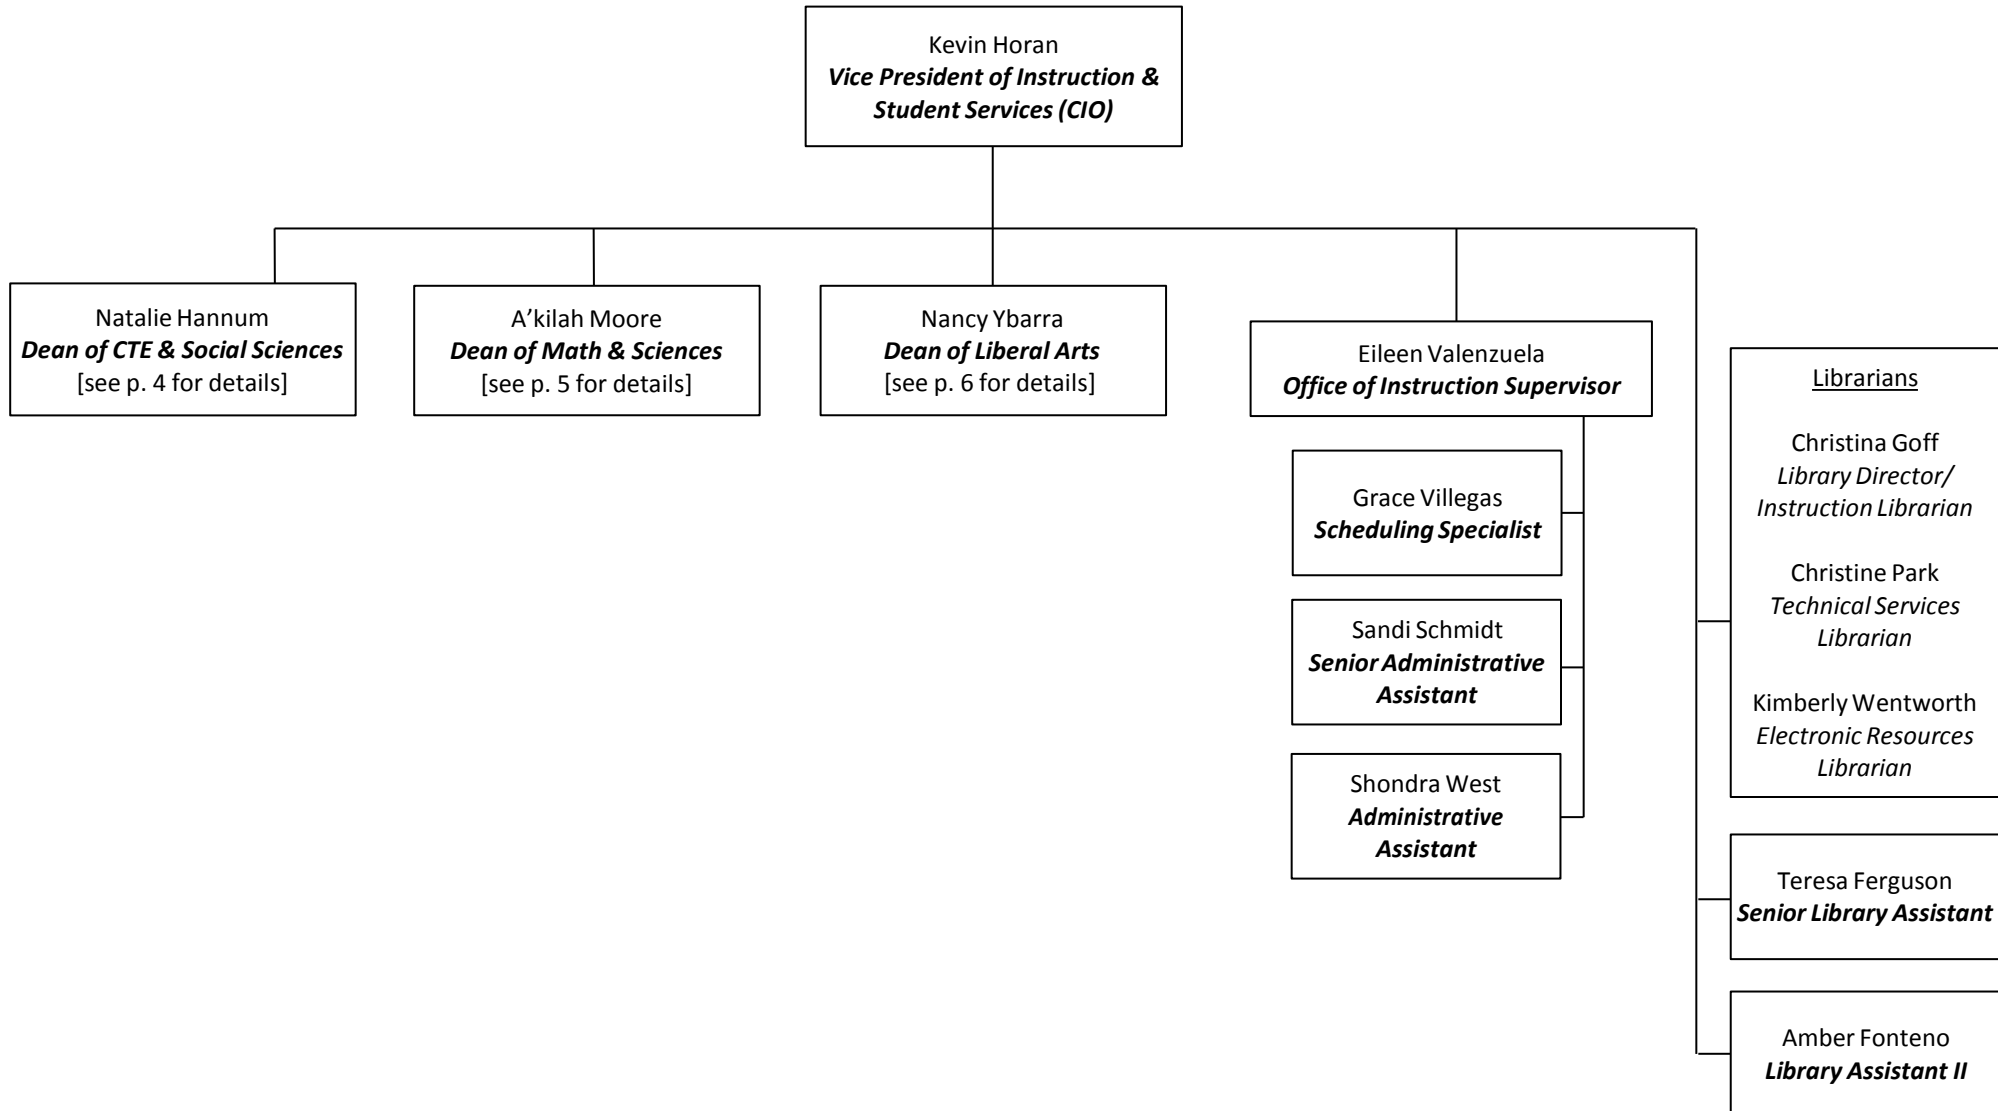 Kevin Horan
Vice President of Instruction &
Student Services (CIO)
Natalie Hannum
Dean of CTE & Social Sciences
[see p. 4 for details]
A’kilah Moore
Dean of Math & Sciences
[see p. 5 for details]
Nancy Ybarra
Dean of Liberal Arts
[see p. 6 for details]
Eileen Valenzuela
Office of Instruction Supervisor
Grace Villegas
Scheduling Specialist
Sandi Schmidt
Senior Administrative
Assistant
Shondra West
Administrative
Assistant
Librarians
Christina Goff
Library Director/
Instruction Librarian
Christine Park
Technical Services
Librarian
Kimberly Wentworth
Electronic Resources
Librarian
Teresa Ferguson
Senior Library Assistant
Amber Fonteno
Library Assistant II